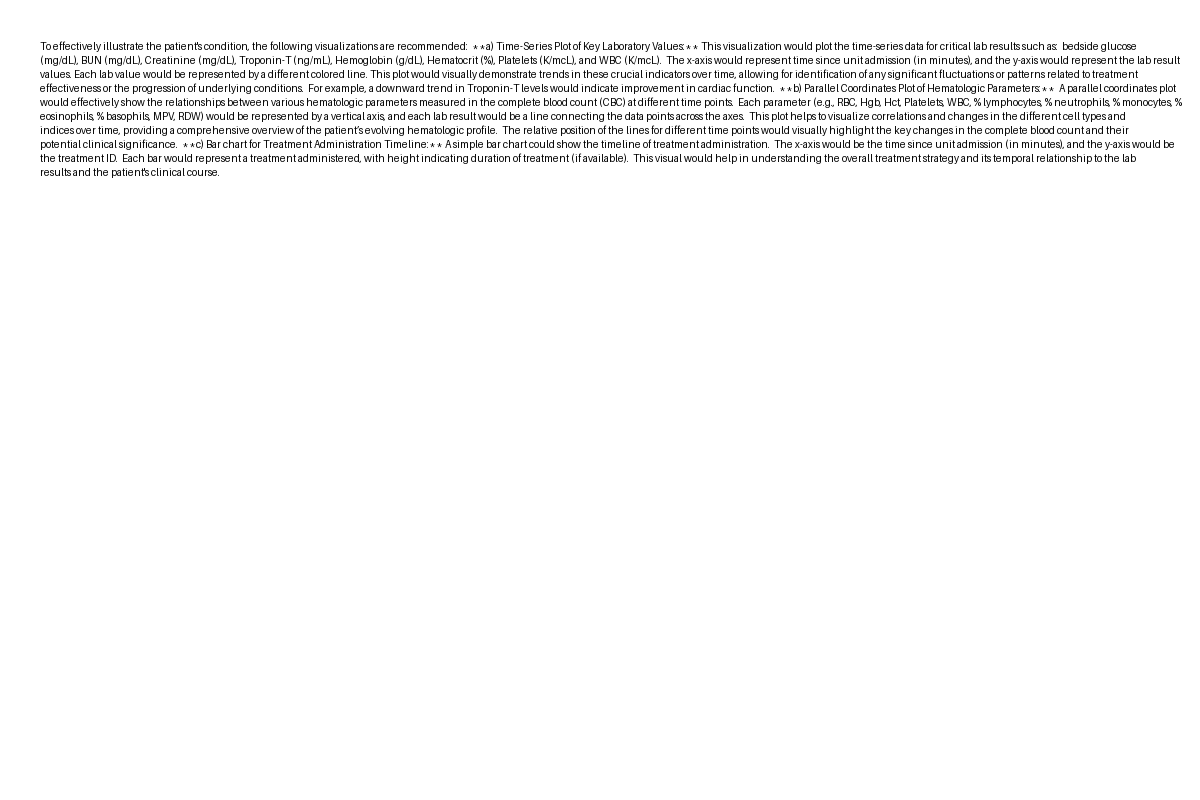 To effectively illustrate the patient's condition, the following visualizations are recommended:  **a) Time-Series Plot of Key Laboratory Values:** This visualization would plot the time-series data for critical lab results such as:  bedside glucose
(mg/dL), BUN (mg/dL), Creatinine (mg/dL), Troponin-T (ng/mL), Hemoglobin (g/dL), Hematocrit (%), Platelets (K/mcL), and WBC (K/mcL).  The x-axis would represent time since unit admission (in minutes), and the y-axis would represent the lab result
values. Each lab value would be represented by a different colored line. This plot would visually demonstrate trends in these crucial indicators over time, allowing for identification of any significant fluctuations or patterns related to treatment
effectiveness or the progression of underlying conditions.  For example, a downward trend in Troponin-T levels would indicate improvement in cardiac function.  **b) Parallel Coordinates Plot of Hematologic Parameters:**  A parallel coordinates plot
would effectively show the relationships between various hematologic parameters measured in the complete blood count (CBC) at different time points.  Each parameter (e.g., RBC, Hgb, Hct, Platelets, WBC, % lymphocytes, % neutrophils, % monocytes, %
eosinophils, % basophils, MPV, RDW) would be represented by a vertical axis, and each lab result would be a line connecting the data points across the axes.  This plot helps to visualize correlations and changes in the different cell types and
indices over time, providing a comprehensive overview of the patient's evolving hematologic profile.  The relative position of the lines for different time points would visually highlight the key changes in the complete blood count and their
potential clinical significance.  **c) Bar chart for Treatment Administration Timeline:** A simple bar chart could show the timeline of treatment administration.  The x-axis would be the time since unit admission (in minutes), and the y-axis would be
the treatment ID.  Each bar would represent a treatment administered, with height indicating duration of treatment (if available).  This visual would help in understanding the overall treatment strategy and its temporal relationship to the lab
results and the patient's clinical course.